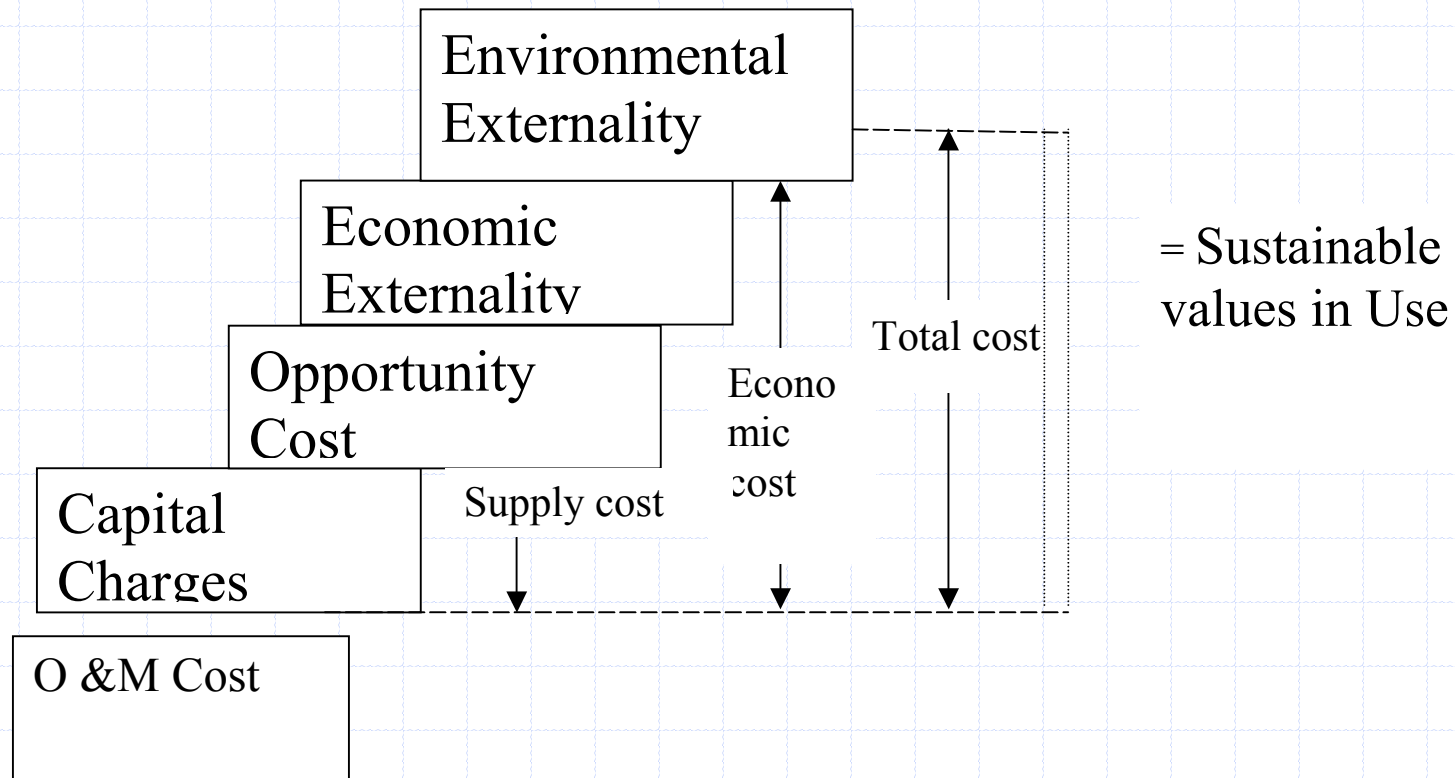 Environmental
Externality
Economic
Externality
= Sustainable
values in Use
Total cost
Opportunity
Cost
Econo
mic
cost
Supply cost
Capital
Charges
O &M Cost